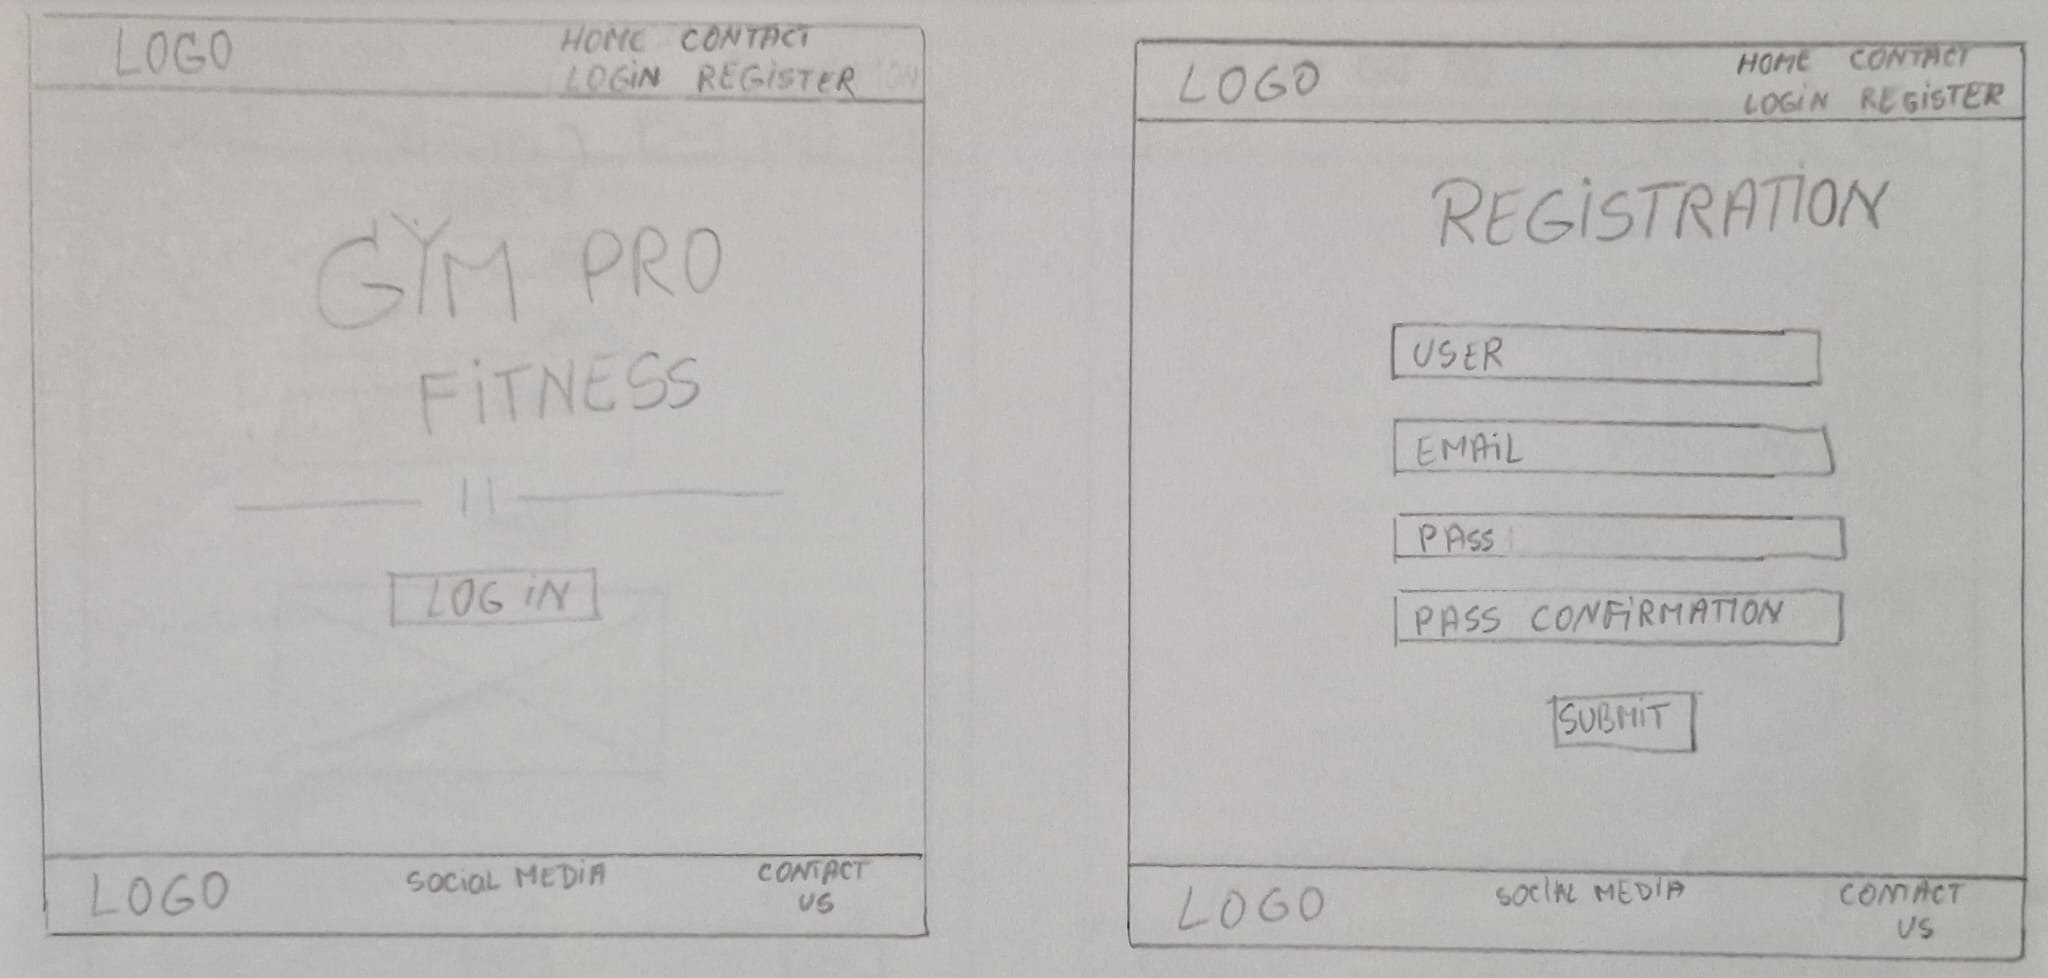 LOGO
HOME CONTACT
LOGIN REGISTER
GYM PRO
FITNESS
LOG IN
LOGO
SOCIAL MEDIA
CONTACT
US
LOGO
HOME CONTACT
LOGIN REGISTER
REGISTRATION
USER
EMAIL
PASS
PASS CONFIRMATION
SUBMIT
LOGO
SOCIAL MEDIA
CONTACT
US